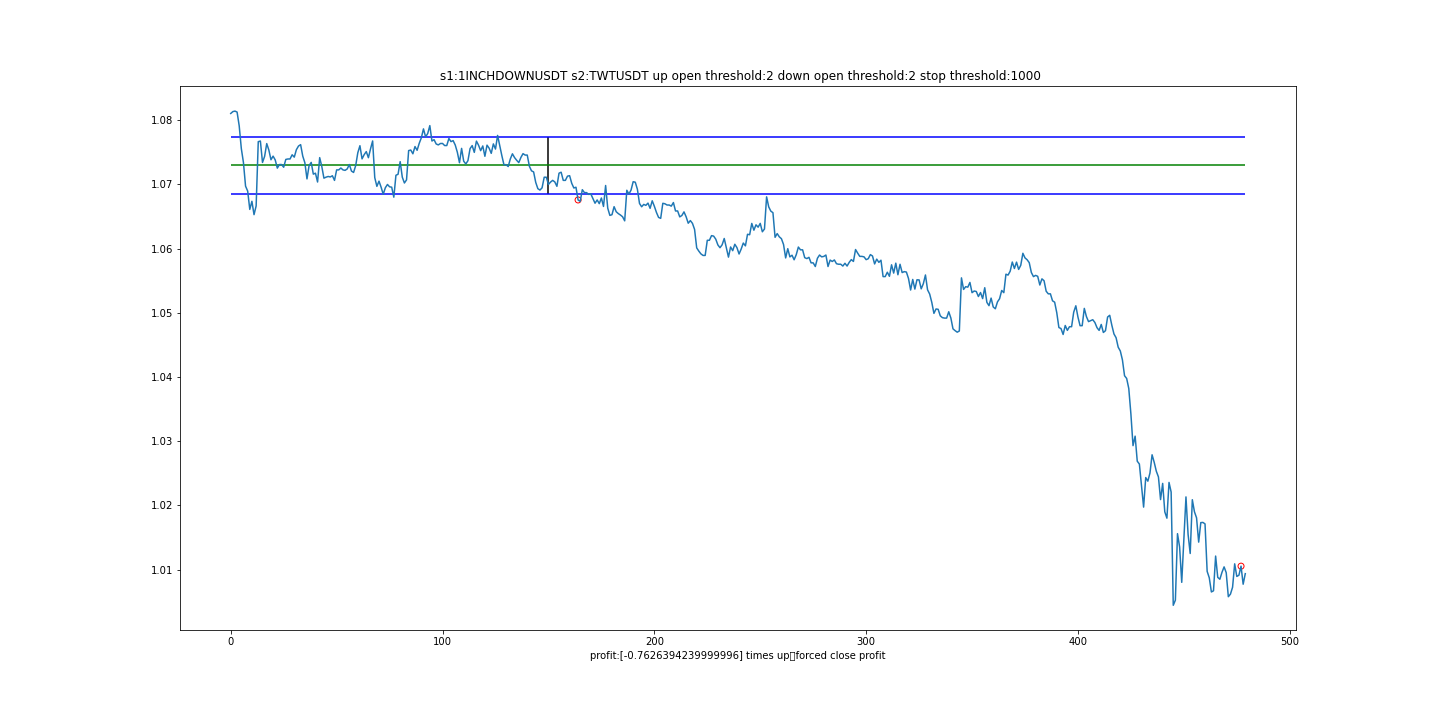 s1:1INCHDOWNUSDT s2:TWTUSDT up open threshold:2 down open threshold:2 stop threshold:1000
1.08
1.07
1.06
1.05
1.04
1.03
1.02
1.01
0 100 200 300 400 500
profit:[-0.7626394239999996] times up▯forced close profit